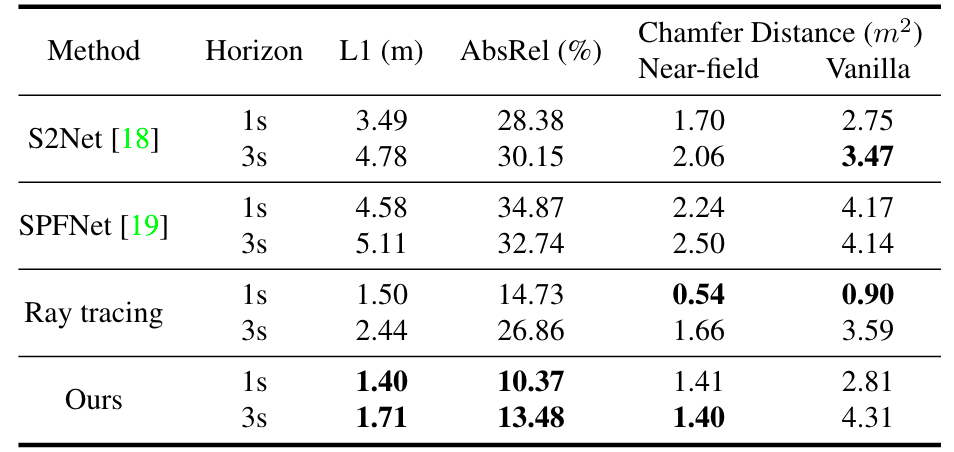 Method Horizon L1 (m) AbsRel (%) Chamfer Distance (m²)
Near-field Vanilla
S2Net [18] 1s 3.49 28.38 1.70 2.75
3s 4.78 30.15 2.06 3.47
SPFNet [19] 1s 4.58 34.87 2.24 4.17
3s 5.11 32.74 2.50 4.14
Ray tracing 1s 1.50 14.73 0.54 0.90
3s 2.44 26.86 1.66 3.59
Ours 1s 1.40 10.37 1.41 2.81
3s 1.71 13.48 1.40 4.31